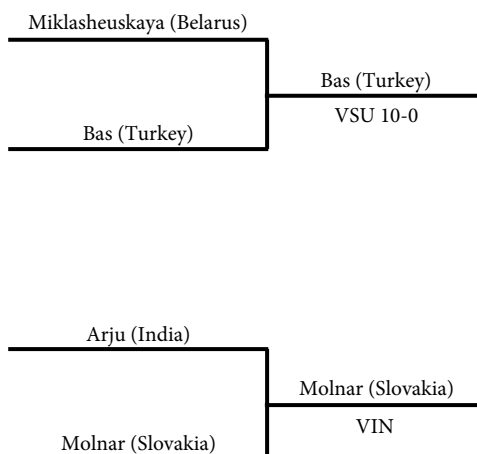 Miklasheuskaya (Belarus)
Bas (Turkey)
VSU 10-0
Bas (Turkey)
Arju (India)
Molnar (Slovakia)
VIN
Molnar (Slovakia)